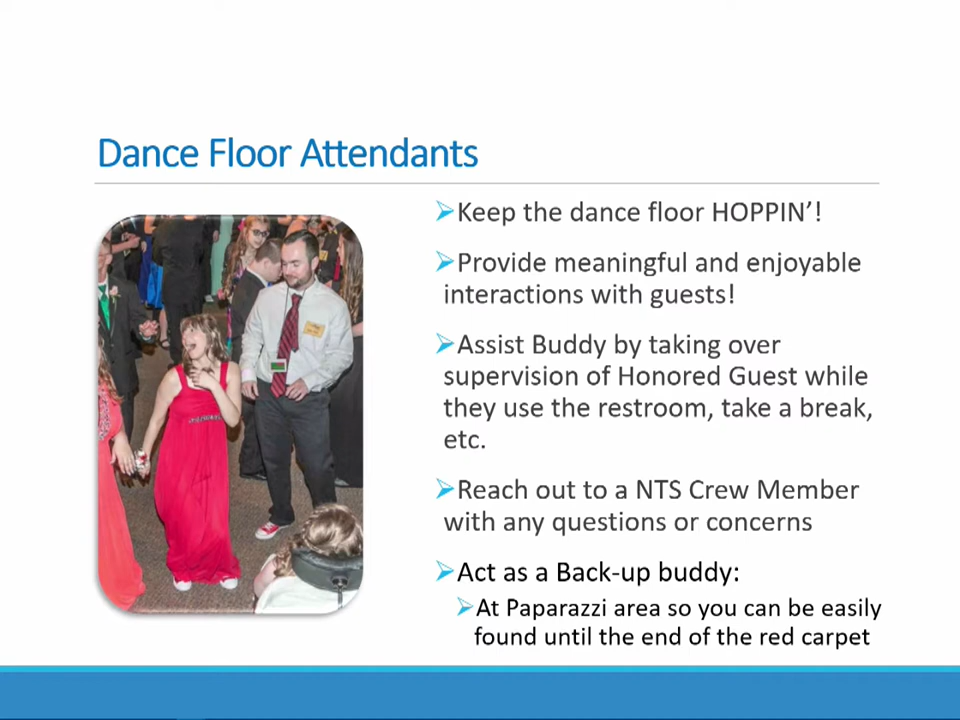 Dance Floor Attendants
➢Keep the dance floor HOPPIN’!
➢Provide meaningful and enjoyable
interactions with guests!
➢Assist Buddy by taking over
supervision of Honored Guest while
they use the restroom, take a break,
etc.
➢Reach out to a NTS Crew Member
with any questions or concerns
➢Act as a Back-up buddy:
➢At Paparazzi area so you can be easily
found until the end of the red carpet